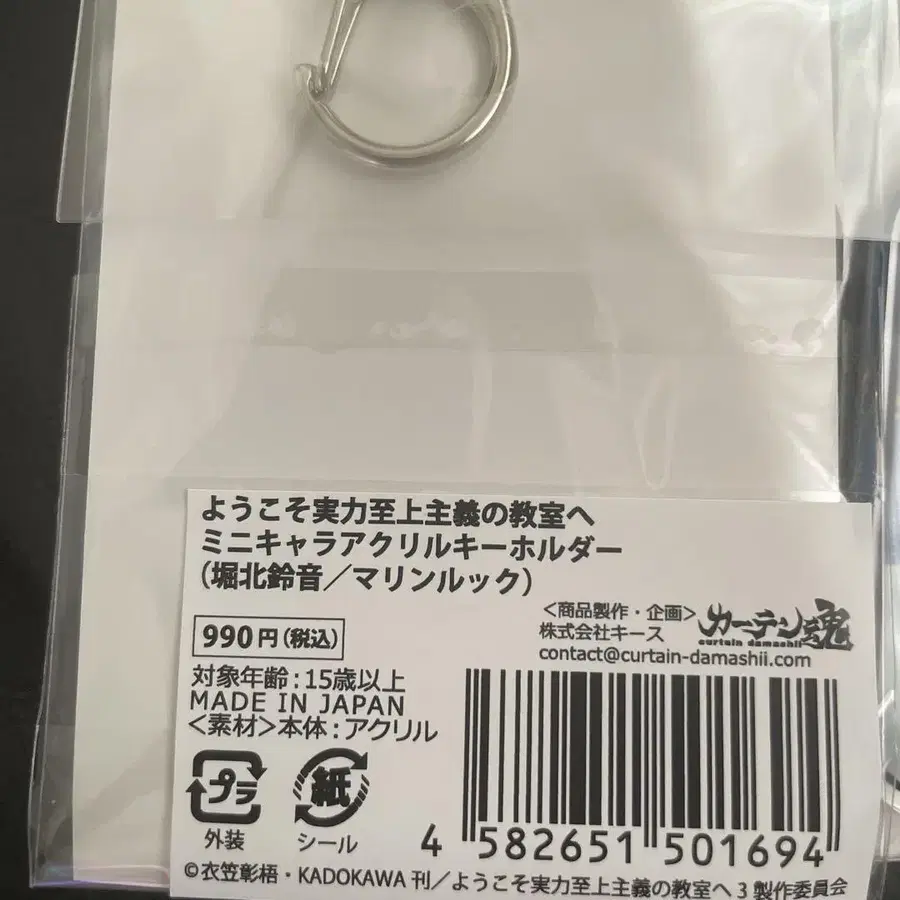 ようこそ実力至上主義の教室へ
ミニキャラアクリルキーホルダー
（堀北鈴音／マリンルック）
990円（税込）
＜商品製作・企画＞
株式会社キース
カーテン魂
curtain damashii
contact@curtain-damashii.com
対象年齢：15歳以上
MADE IN JAPAN
＜素材＞本体：アクリル
プラ
外装
紙
シール
4 582651 501694
©衣笠彰梧・KADOKAWA 刊／ようこそ実力至上主義の教室へ 3 製作委員会